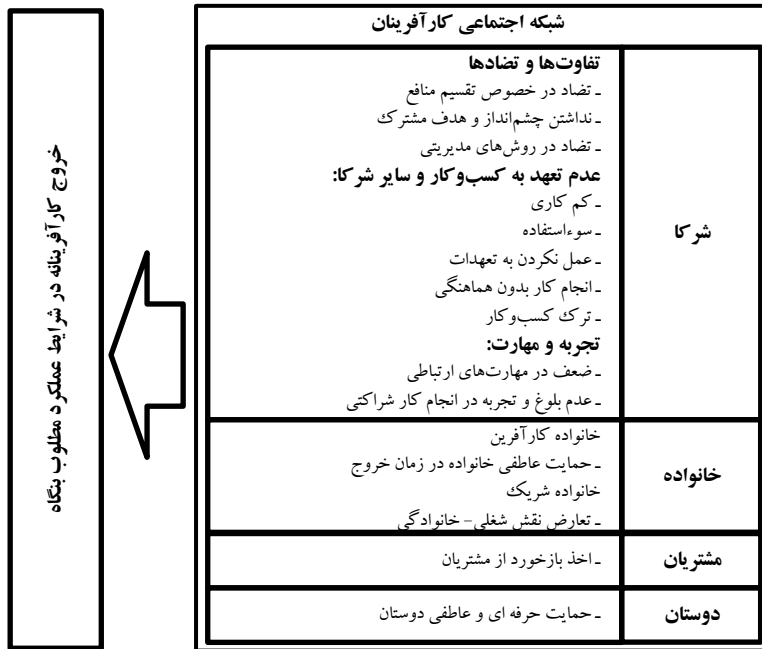 شبکه اجتماعی کارآفرینان
شرکا
تفاوت‌ها و تضادها
ـ تضاد در خصوص تقسیم منافع
ـ نداشتن چشم‌انداز و هدف مشترک
ـ تضاد در روش‌های مدیریتی
عدم تعهد به کسب‌وکار و سایر شرکا:
ـ کم کاری
ـ سوءاستفاده
ـ عمل نکردن به تعهدات
ـ انجام کار بدون هماهنگی
ـ ترک کسب‌وکار
تجربه و مهارت:
ـ ضعف در مهارت‌های ارتباطی
ـ عدم بلوغ و تجربه در انجام کار شراکتی
خانواده
خانواده کارآفرین
ـ حمایت عاطفی خانواده در زمان خروج
خانواده شریک
ـ تعارض نقش شغلی– خانوادگی
مشتریان
ـ اخذ بازخورد از مشتریان
دوستان
ـ حمایت حرفه ای و عاطفی دوستان
خروج کارآفرینانه در شرایط عملکرد مطلوب بنگاه